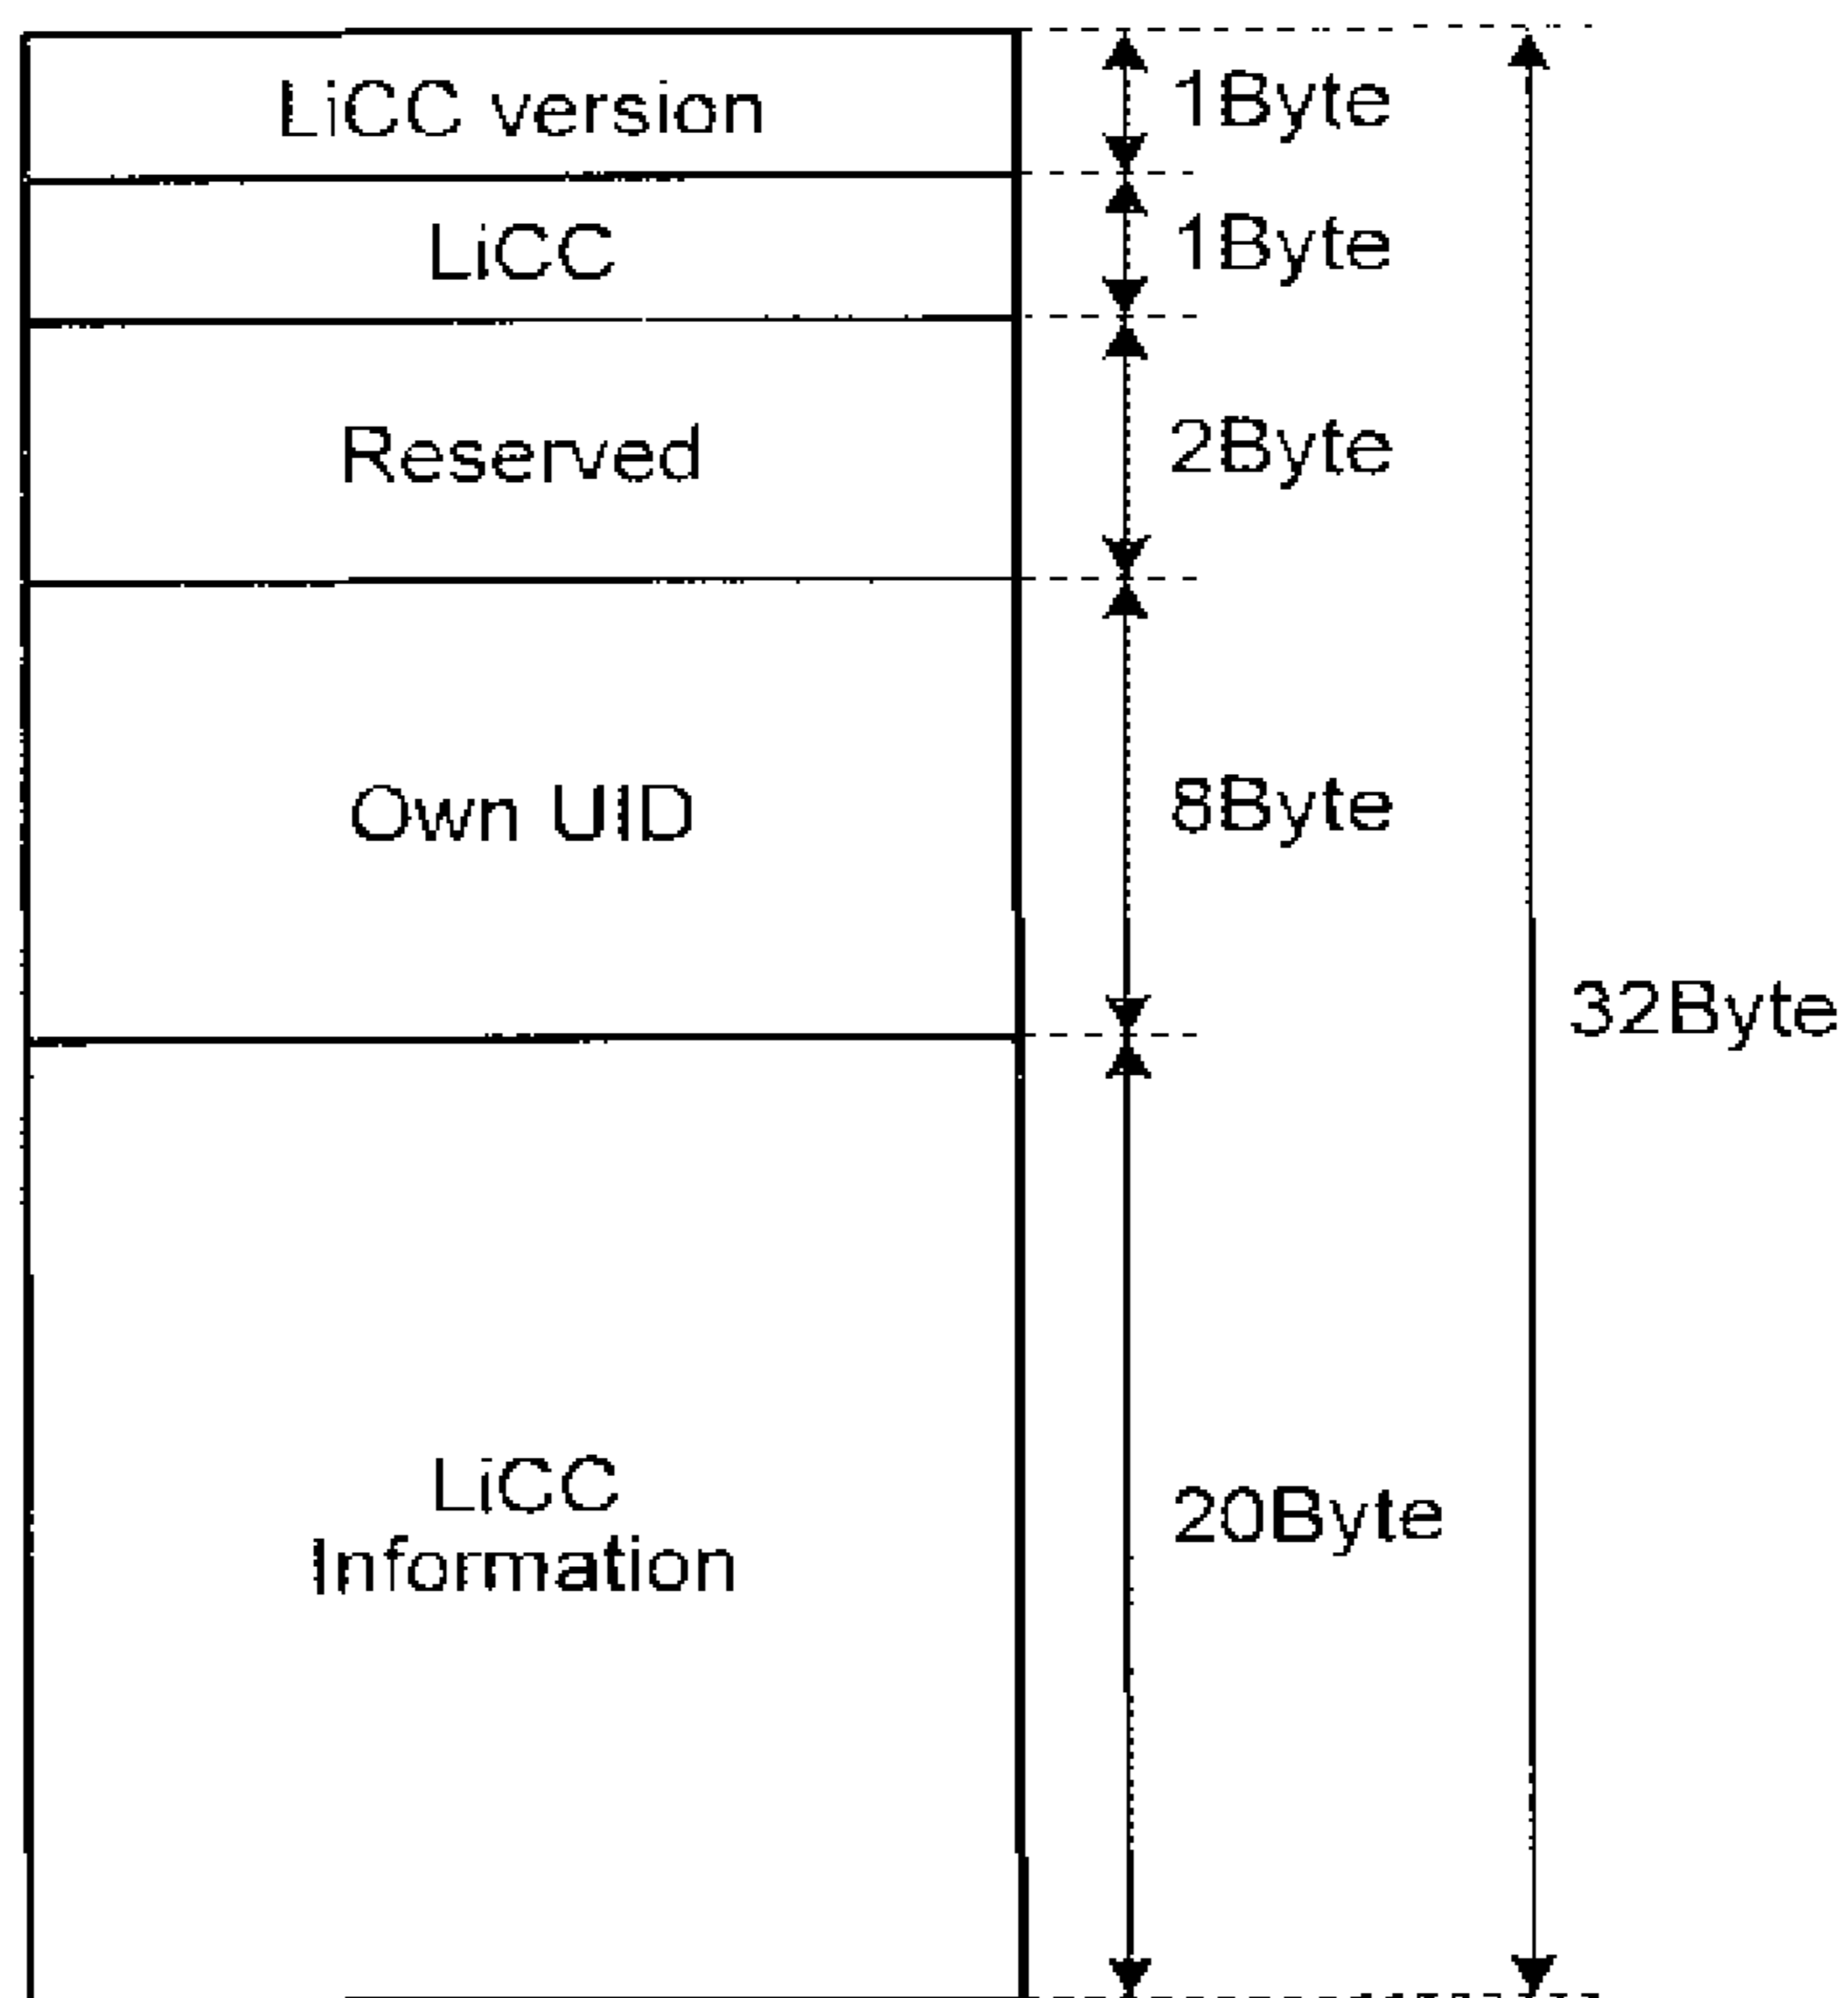 LiCC version
1Byte
LiCC
1Byte
Reserved
2Byte
Own UID
8Byte
32Byte
LiCC
Information
20Byte